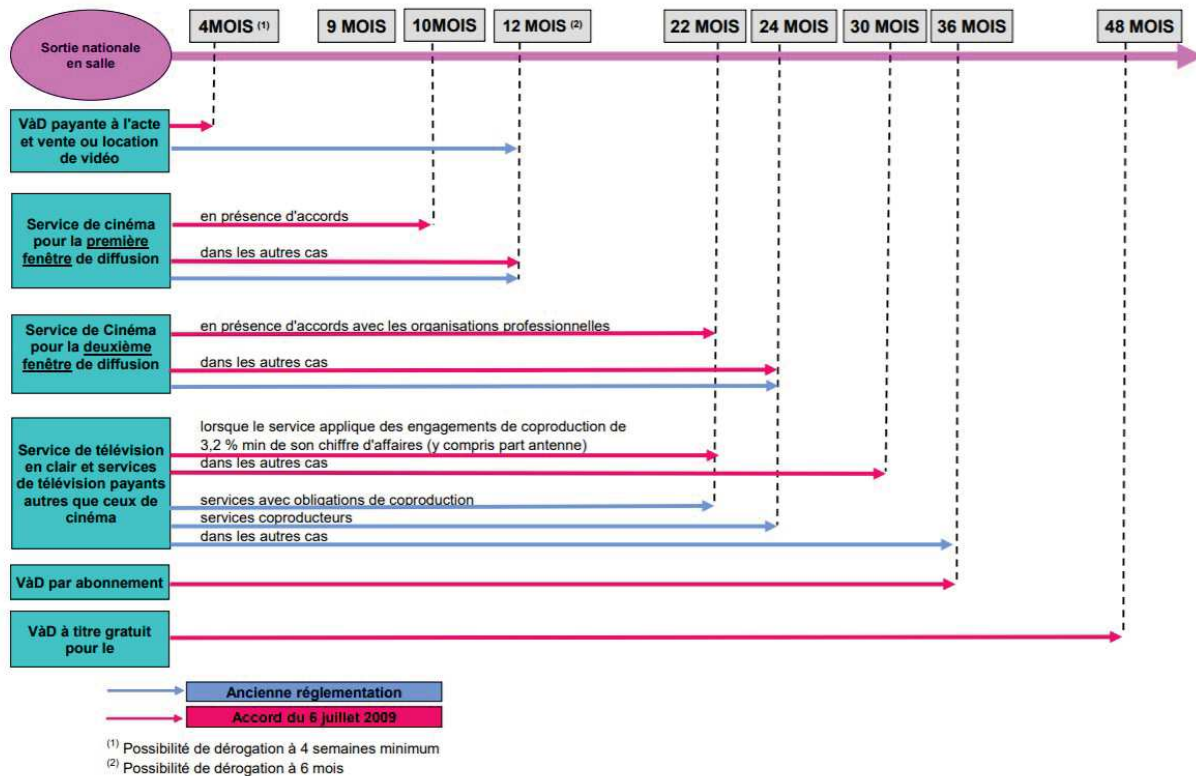 4MOIS (1)
9 MOIS
10MOIS
12 MOIS (2)
22 MOIS
24 MOIS
30 MOIS
36 MOIS
48 MOIS
Sortie nationale
en salle
VàD payante à l'acte
et vente ou location
de vidéo
Service de cinéma
pour la première
fenêtre de diffusion
en présence d'accords
dans les autres cas
Service de Cinéma
pour la deuxième
fenêtre de diffusion
en présence d'accords avec les organisations professionnelles
dans les autres cas
Service de télévision
en clair et services
de télévision payants
autres que ceux de
cinéma
lorsque le service applique des engagements de coproduction de
3,2 % min de son chiffre d'affaires (y compris part antenne)
dans les autres cas
services avec obligations de coproduction
services coproducteurs
dans les autres cas
VàD par abonnement
VàD à titre gratuit
pour le
Ancienne réglementation
Accord du 6 juillet 2009
(1) Possibilité de dérogation à 4 semaines minimum
(2) Possibilité de dérogation à 6 mois